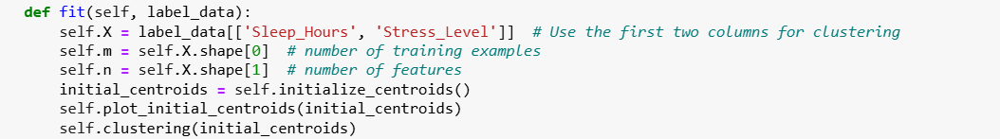 def fit(self, label_data):
    self.X = label_data[['Sleep_Hours', 'Stress_Level']]  # Use the first two columns for clustering
    self.m = self.X.shape[0]  # number of training examples
    self.n = self.X.shape[1]  # number of features
    initial_centroids = self.initialize_centroids()
    self.plot_initial_centroids(initial_centroids)
    self.clustering(initial_centroids)